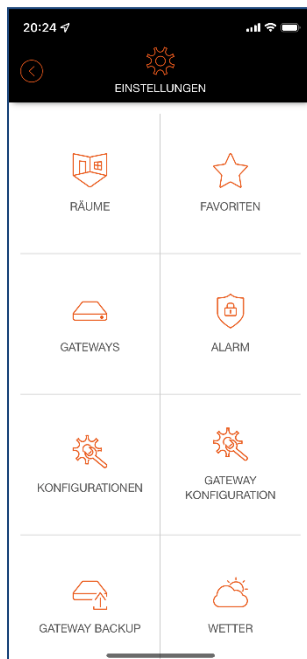 20:24
EINSTELLUNGEN
RÄUME
FAVORITEN
GATEWAYS
ALARM
KONFIGURATIONEN
GATEWAY
KONFIGURATION
GATEWAY BACKUP
WETTER